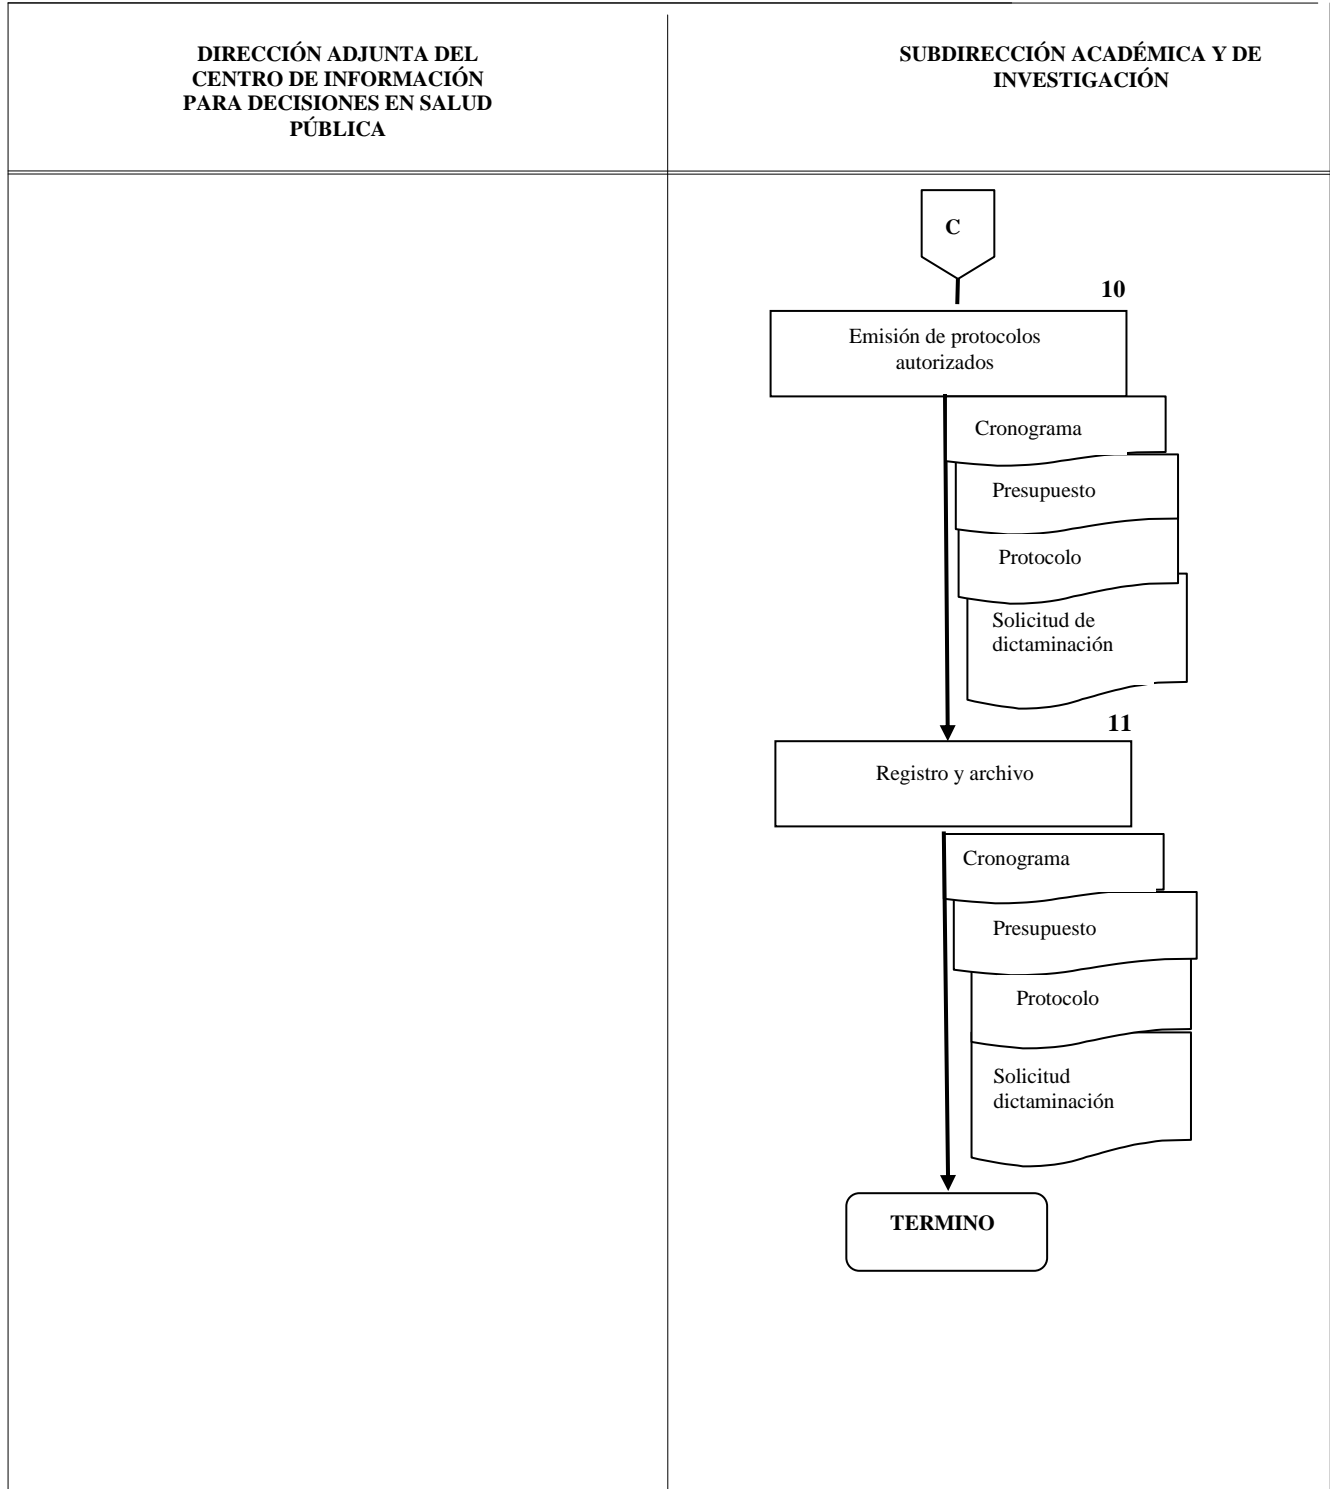 DIRECCIÓN ADJUNTA DEL
CENTRO DE INFORMACIÓN
PARA DECISIONES EN SALUD
PÚBLICA
SUBDIRECCIÓN ACADÉMICA Y DE
INVESTIGACIÓN
C
10
Emisión de protocolos
autorizados
Cronograma
Presupuesto
Protocolo
Solicitud de
dictaminación
11
Registro y archivo
Cronograma
Presupuesto
Protocolo
Solicitud
dictaminación
TERMINO